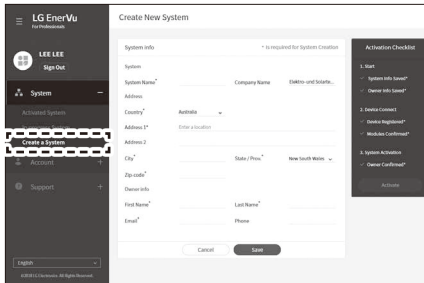 LG EnerVu
For Professionals
LEE LEE
Sign Out
System
Activated System
Create a System
Account
Support
English
Create New System
System info
* is required for System Creation
System
System Name*
Company Name
Elektro- und Solarte...
Address
Country*
Australia
Address 1*
Enter a location
Address 2
City*
State / Prov.*
New South Wales
Zip-code*
Owner info
First Name*
Last Name*
Email*
Phone
Cancel
Save
Activation Checklist
1. Start
System Info Saved*
Owner Info Saved*
2. Device Connect
Device Registered*
Modules Confirmed*
3. System Activation
Owner Confirmed*
Activate